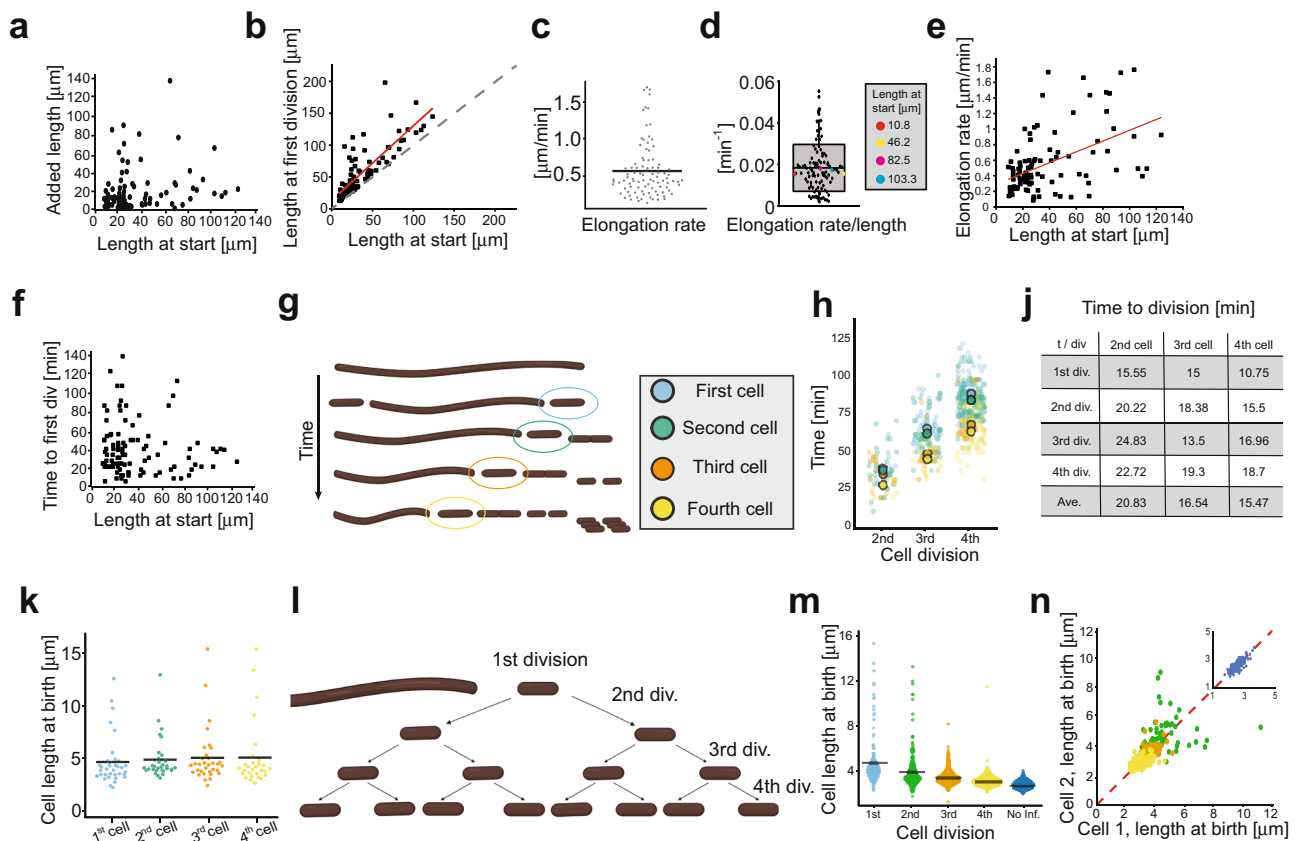 a
Added length [μm]
140
120
100
80
60
40
20
0
0 20 40 60 80 100 120 140
Length at start [μm]
b
Length at first division [μm]
200
150
100
50
0
0 50 100 150 200
Length at start [μm]
c
[μm/min]
1.5
1.0
0.5
Elongation rate
d
[min⁻¹]
0.06
0.04
0.02
0
Elongation rate/length
Length at
start [μm]
10.8
46.2
82.5
103.3
e
Elongation rate [μm/min]
1.8
1.6
1.4
1.2
1
0.8
0.6
0.4
0.2
0
0 20 40 60 80 100 120 140
Length at start [μm]
f
Time to first div [min]
140
120
100
80
60
40
20
0
0 20 40 60 80 100 120 140
Length at start [μm]
g
Time
First cell
Second cell
Third cell
Fourth cell
h
Time [min]
125
100
75
50
25
0
2nd 3rd 4th
Cell division
j
Time to division [min]
t / div 2nd cell 3rd cell 4th cell
1st div. 15.55 15 10.75
2nd div. 20.22 18.38 15.5
3rd div. 24.83 13.5 16.96
4th div. 22.72 19.3 18.7
Ave. 20.83 16.54 15.47
k
Cell length at birth [μm]
15
10
5
0
1st cell 2nd cell 3rd cell 4th cell
l
1st division
2nd div.
3rd div.
4th div.
m
Cell length at birth [μm]
16
12
8
4
1st 2nd 3rd 4th No Inf.
Cell division
n
Cell 2, length at birth [μm]
12
10
8
6
4
2
0
0 2 4 6 8 10 12
Cell 1, length at birth [μm]
5
3
1
1 3 5